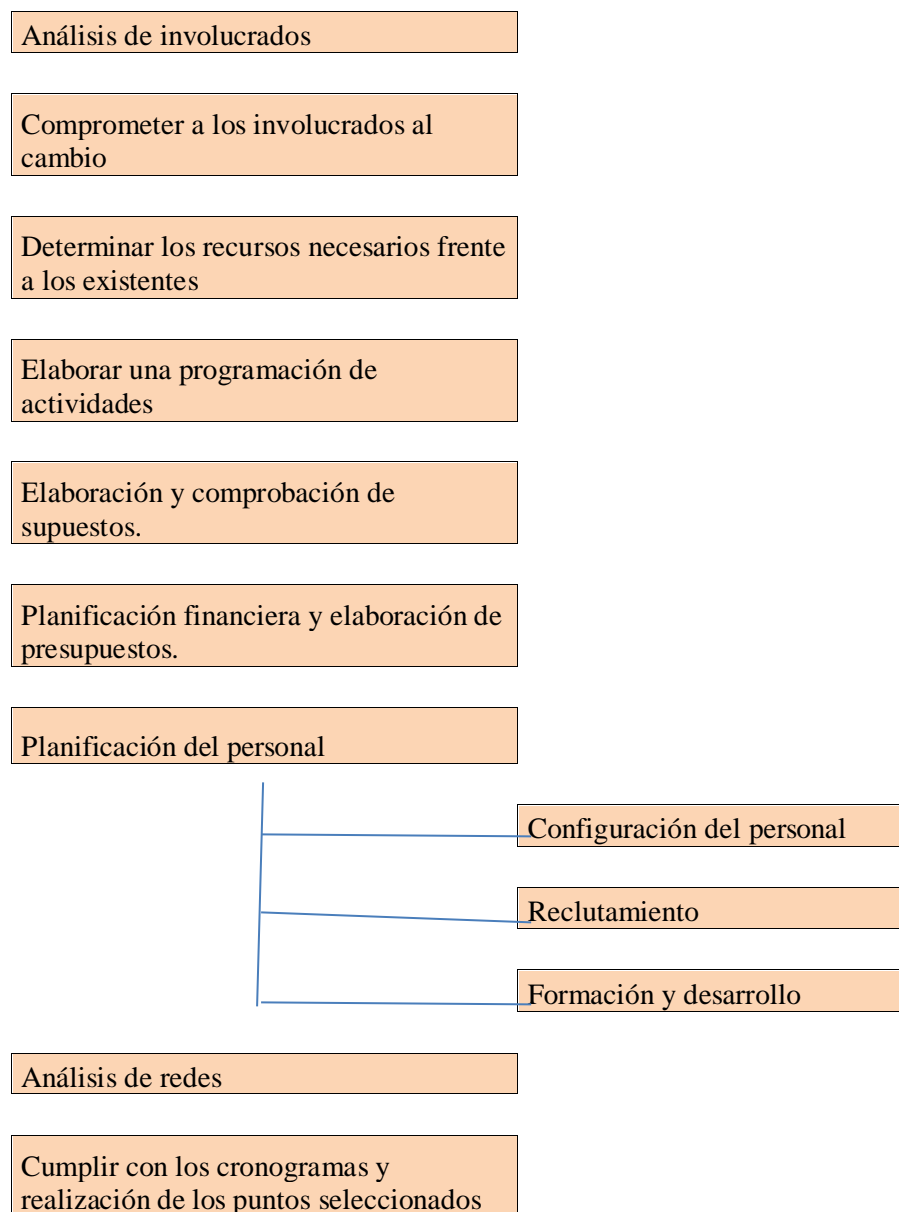 Análisis de involucrados
Comprometer a los involucrados al
cambio
Determinar los recursos necesarios frente
a los existentes
Elaborar una programación de
actividades
Elaboración y comprobación de
supuestos.
Planificación financiera y elaboración de
presupuestos.
Planificación del personal
Configuración del personal
Reclutamiento
Formación y desarrollo
Análisis de redes
Cumplir con los cronogramas y
realización de los puntos seleccionados